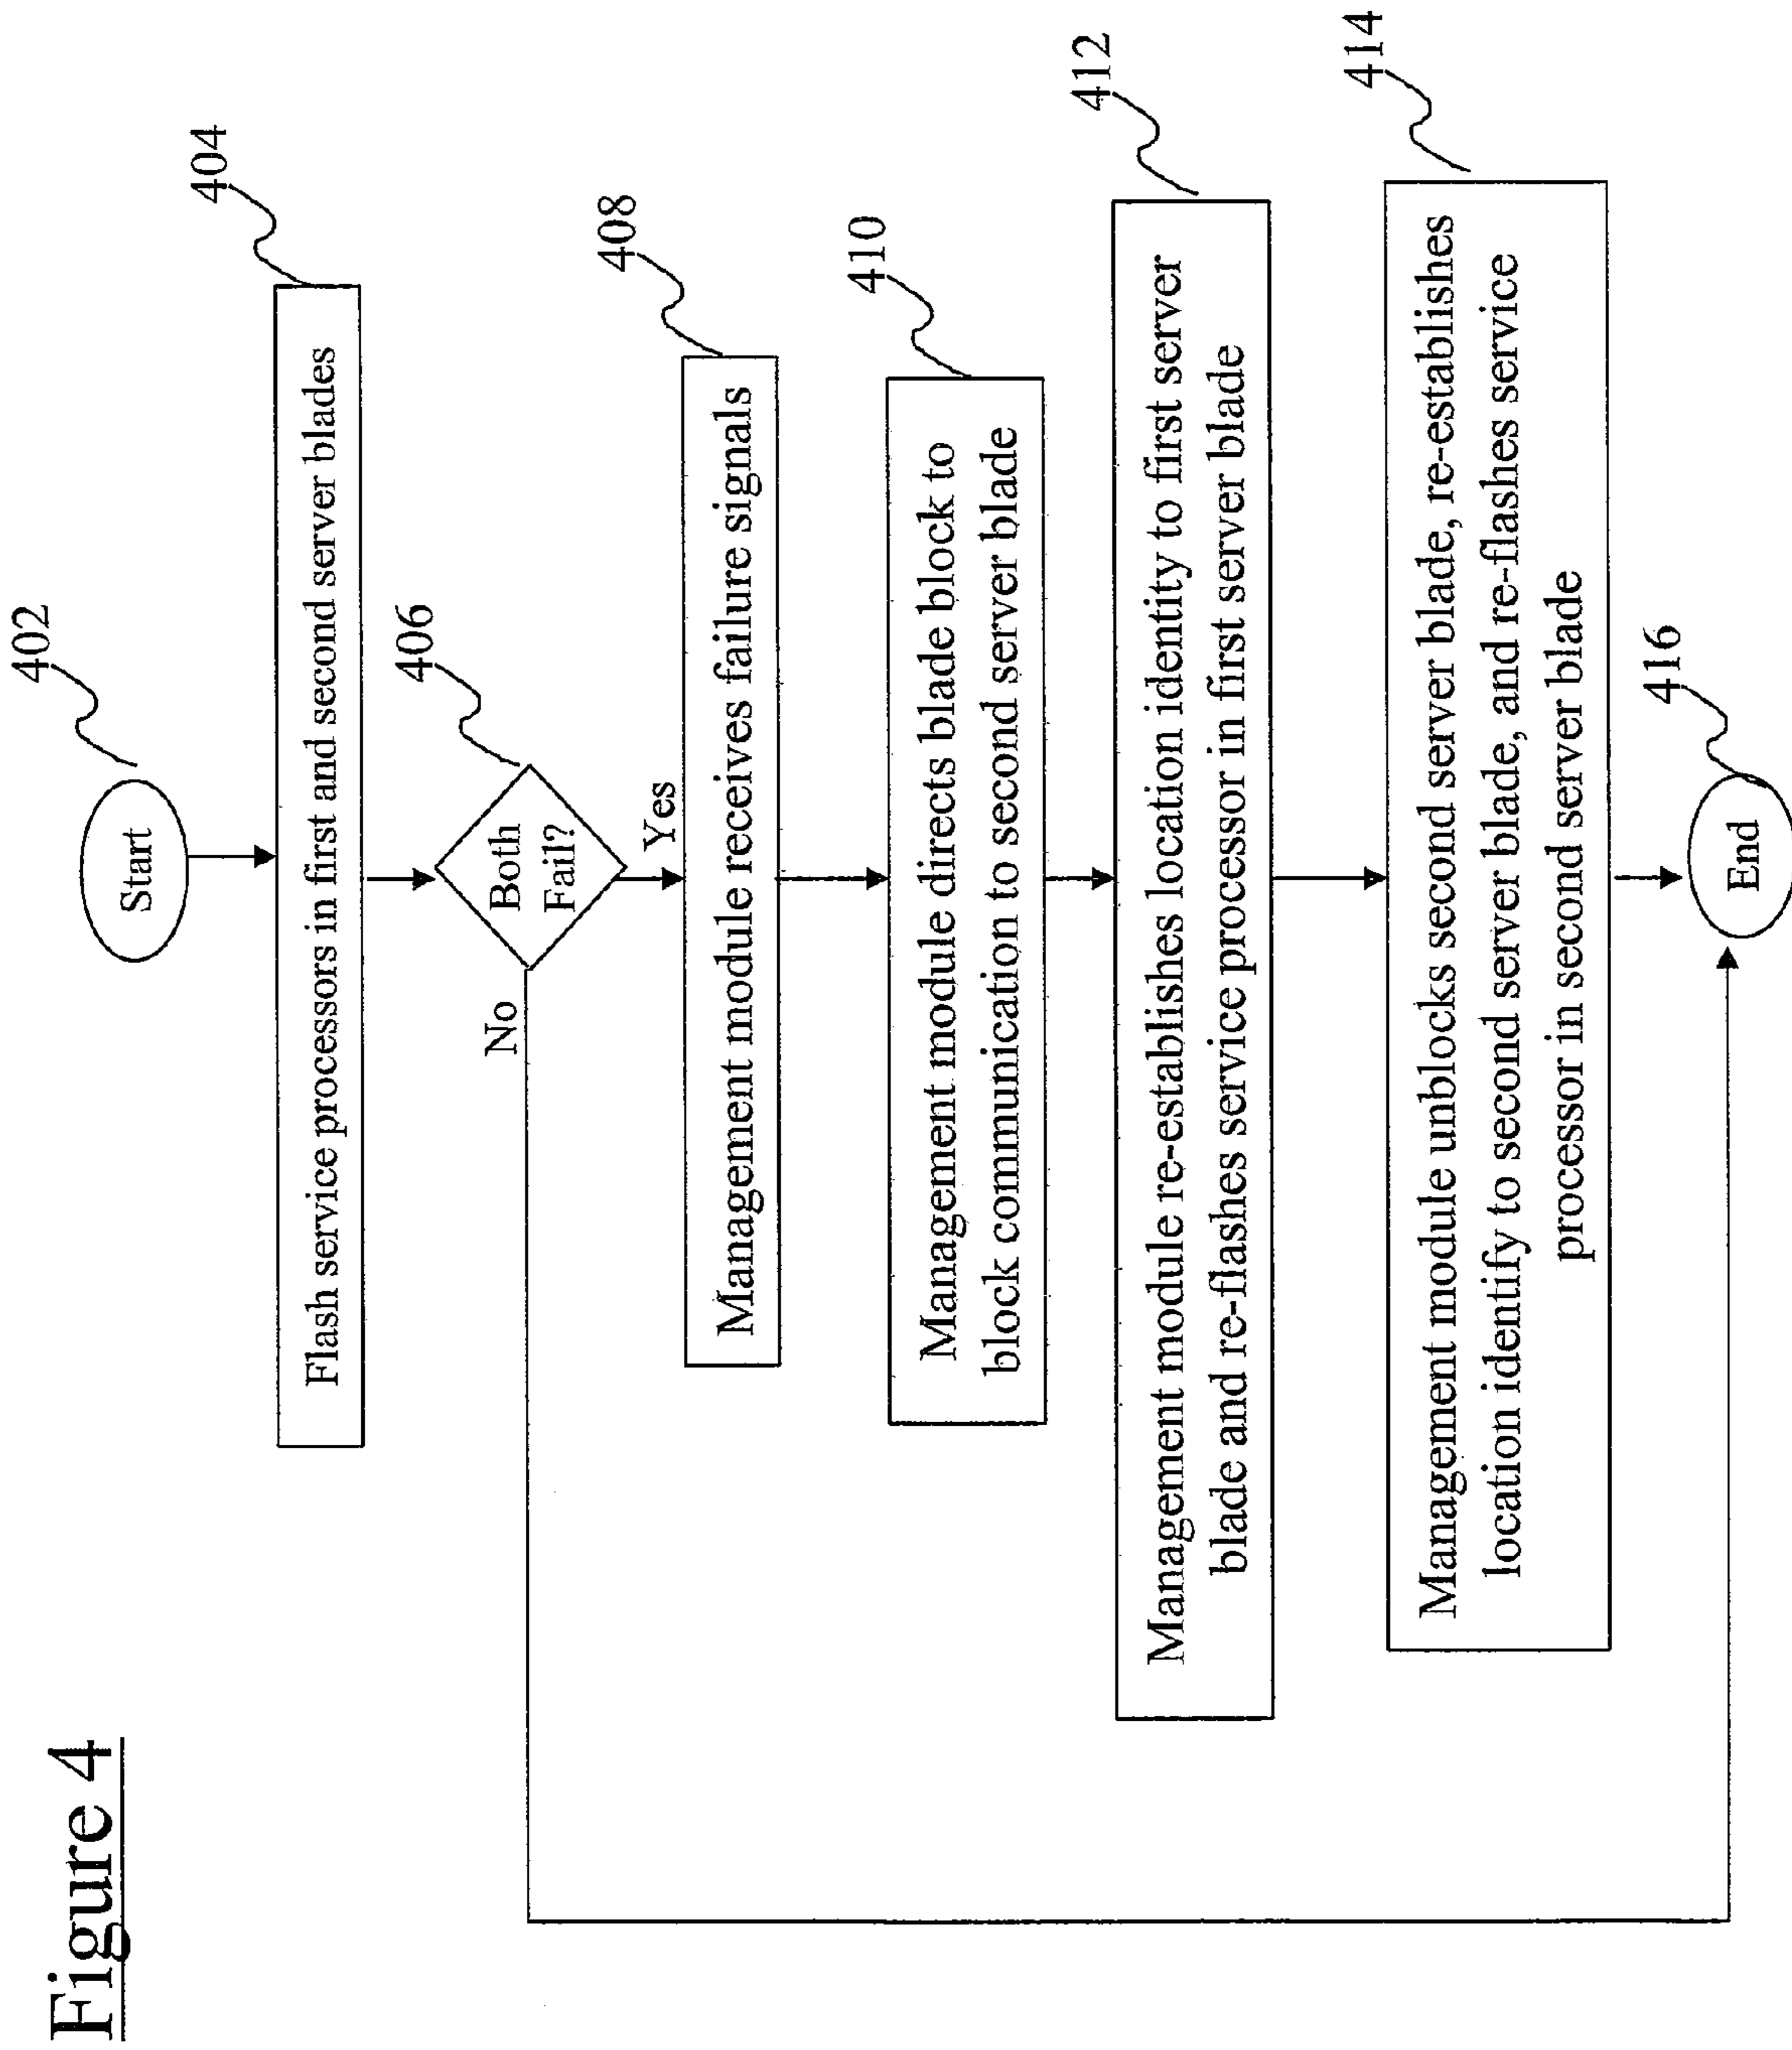 Figure 4
402
Start
404
Flash service processors in first and second server blades
406
Both
Fail?
No
Yes
408
Management module receives failure signals
410
Management module directs blade block to
block communication to second server blade
412
Management module re-establishes location identity to first server
blade and re-flashes service processor in first server blade
414
Management module unblocks second server blade, re-establishes
location identify to second server blade, and re-flashes service
processor in second server blade
416
End